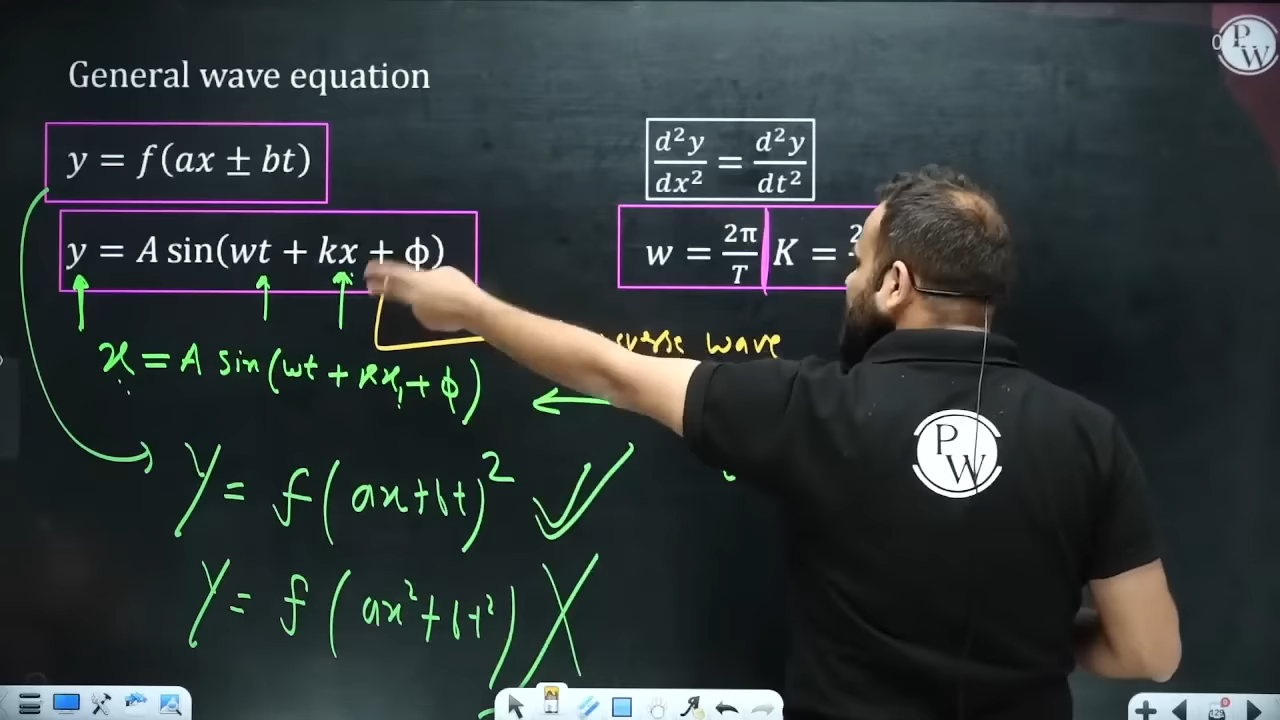 General wave equation
y = f(ax ± bt)
y = A sin(wt + kx + ϕ)
d²y/dx² = d²y/dt²
w = 2π/T
K = 2
wave
x = A sin(wt + kx, + ϕ)
Y = f(ax+bt)²
Y = f(ax²+bt²)
PW
PW